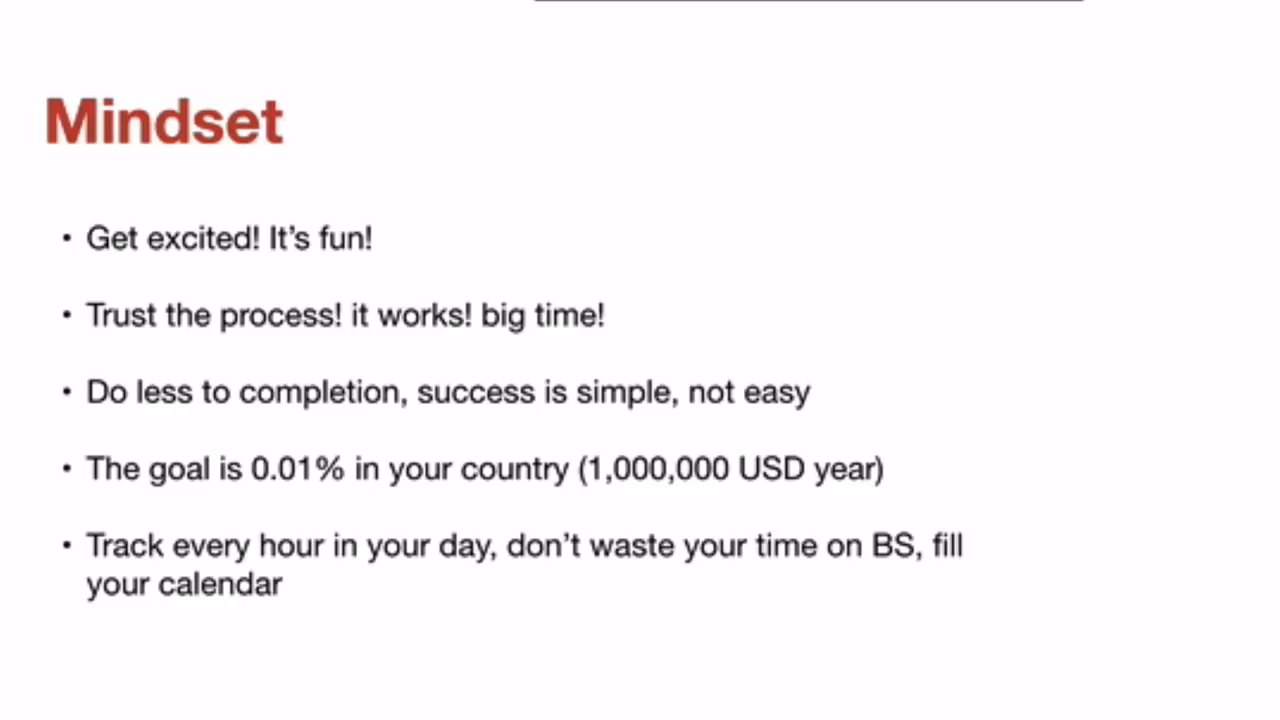 Mindset
• Get excited! It’s fun!
• Trust the process! it works! big time!
• Do less to completion, success is simple, not easy
• The goal is 0.01% in your country (1,000,000 USD year)
• Track every hour in your day, don’t waste your time on BS, fill
your calendar